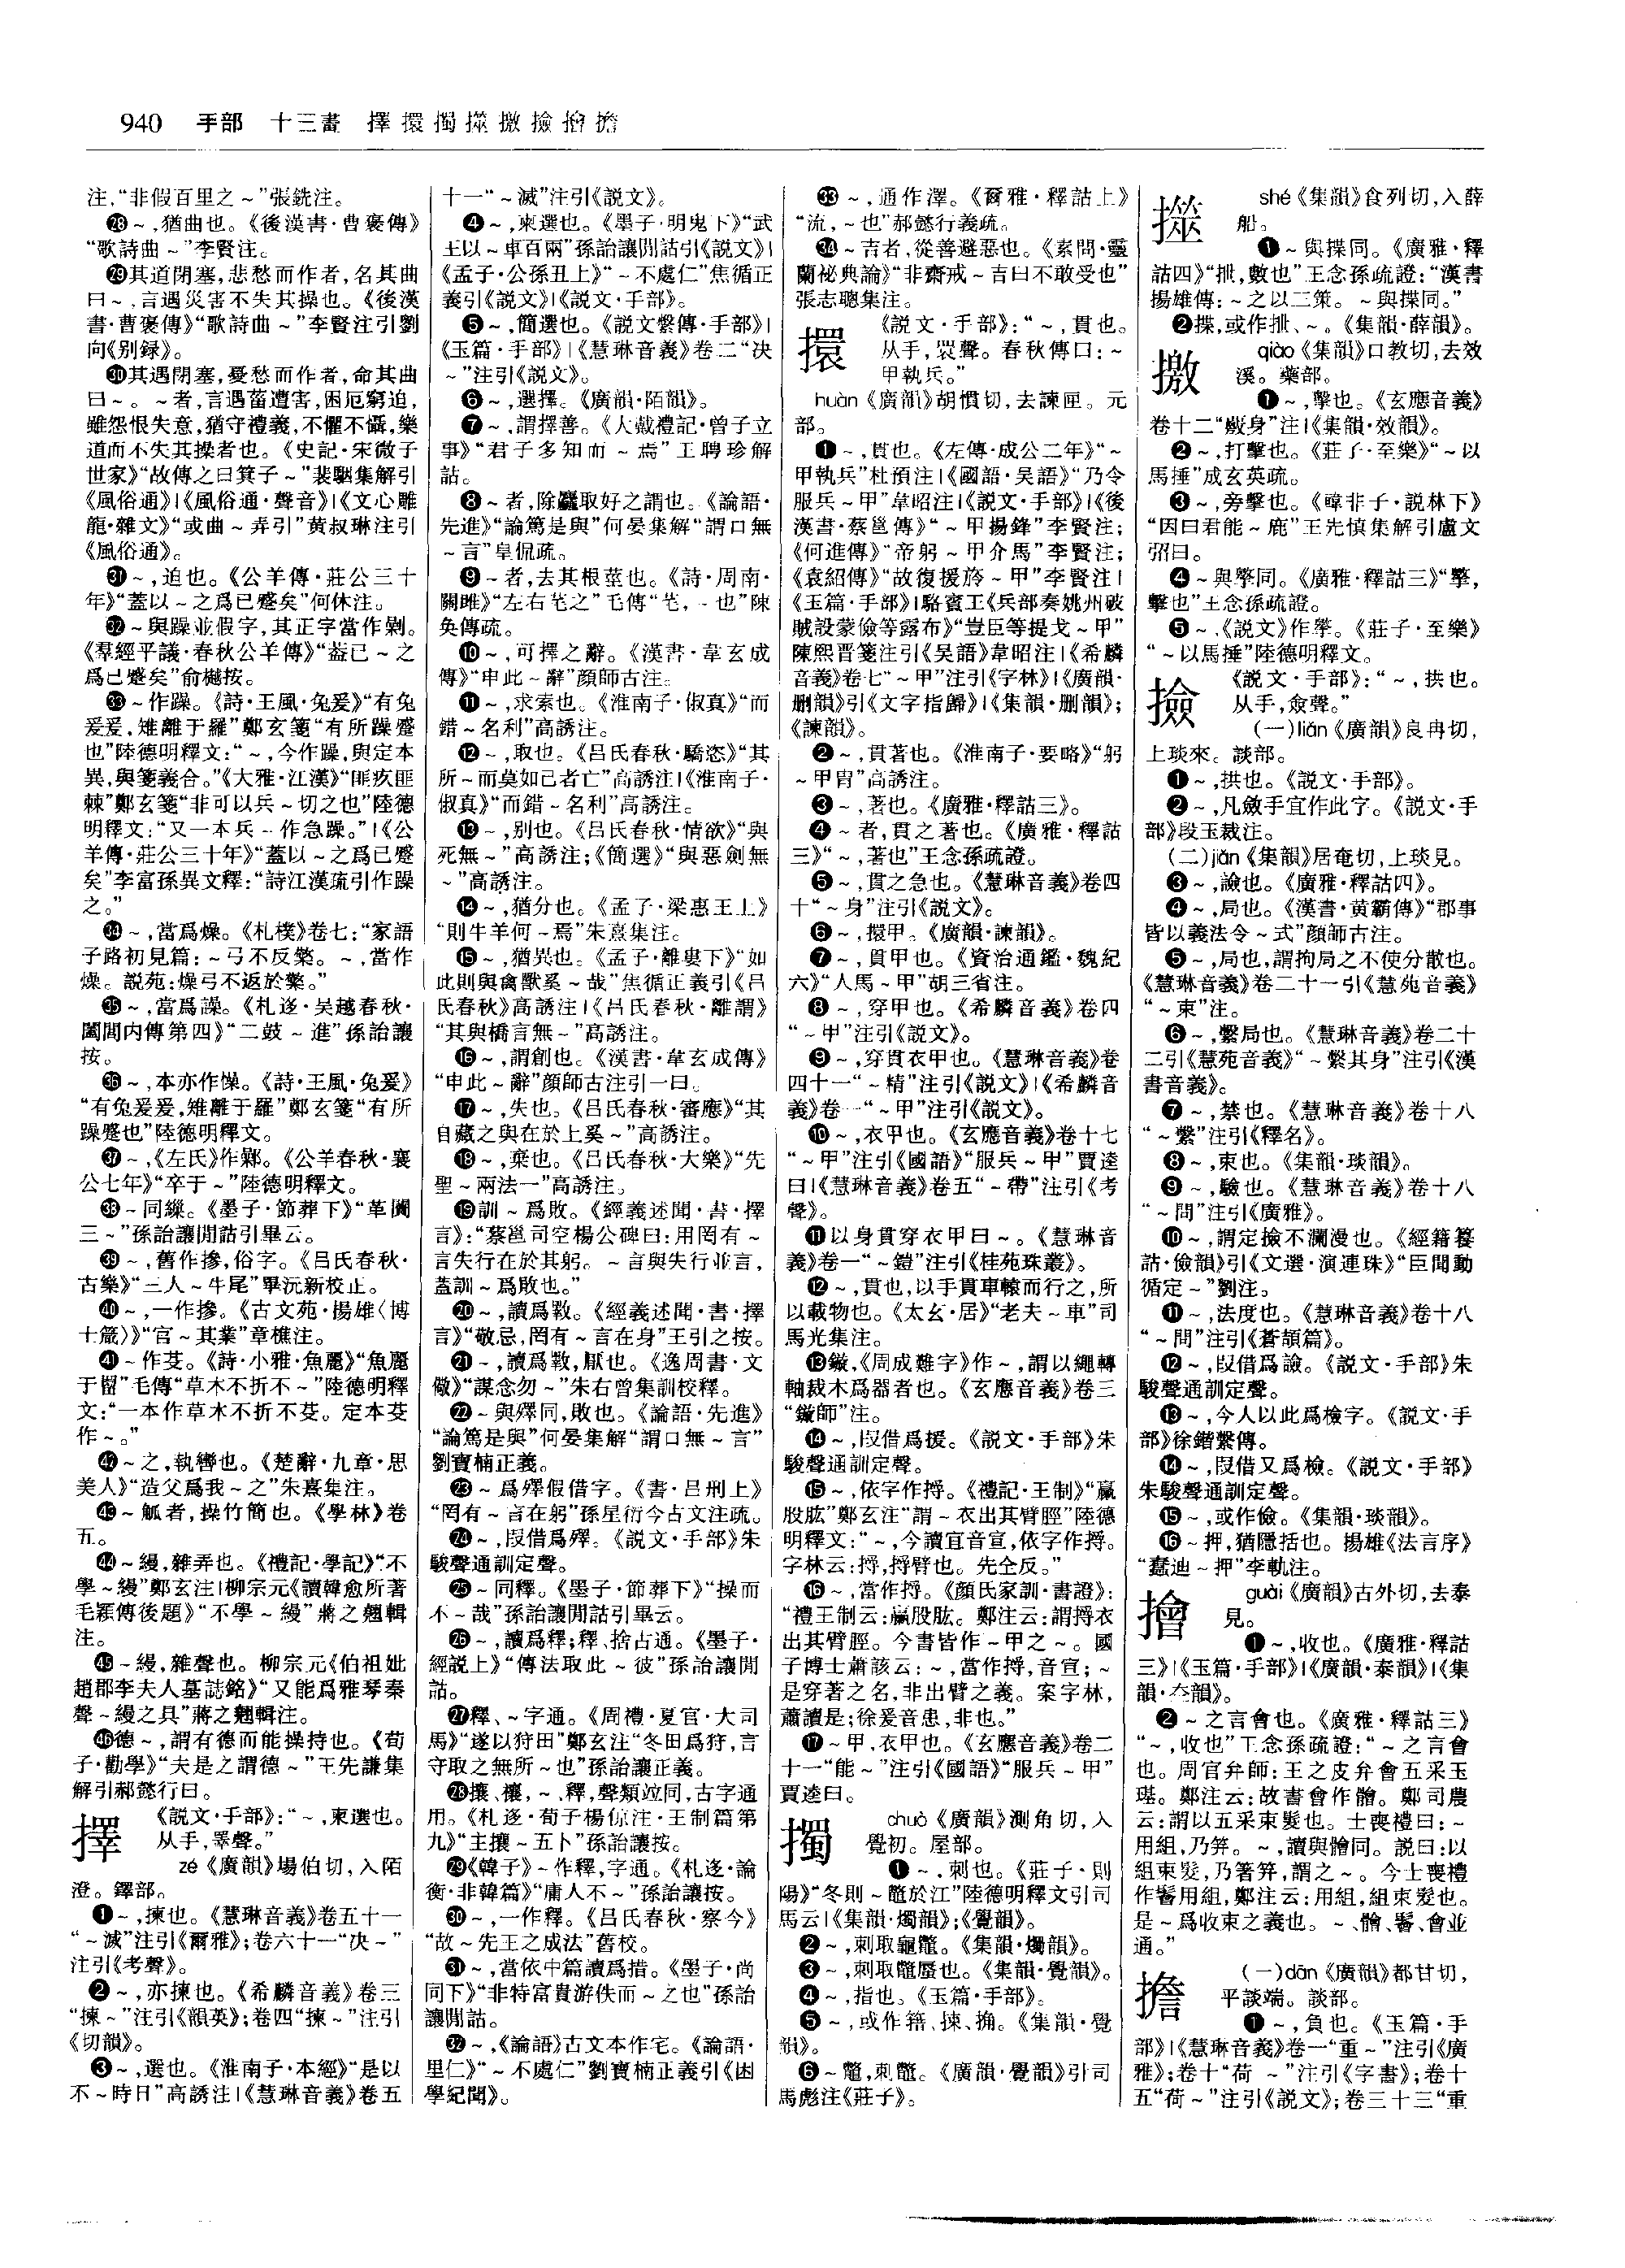 940 手部 十三畫 擇擐擉𢷏撽撿擓擔
注,“非假百里之～”張銑注。
㉘～,猶曲也。《後漢書·曹褒傳》
“歌詩曲～”李賢注。
㉙其道閉塞,悲愁而作者,名其曲
曰～,言遇災害不失其操也。《後漢
書·曹褒傳》“歌詩曲～”李賢注引劉
向《别録》。
㉚其遇閉塞,憂愁而作者,命其曲
曰～。～者,言遇菑遭害,困厄窮迫,
雖怨恨失意,猶守禮義,不懼不懾,樂
道而不失其操者也。《史記·宋微子
世家》“故傳之曰箕子～”裴駰集解引
《風俗通》|《風俗通·聲音》|《文心雕
龍·雜文》“或曲～弄引”黄叔琳注引
《風俗通》。
㉛～,迫也。《公羊傳·莊公三十
年》“蓋以～之爲已蹙矣”何休注。
㉜～與躁並假字,其正字當作剿。
《羣經平議·春秋公羊傳》“蓋已～之
爲已蹙矣”俞樾按。
㉝～作躁。《詩·王風·兔爰》“有兔
爰爰,雉離于羅”鄭玄箋“有所躁蹙
也”陸德明釋文:“～,今作躁,與定本
異,與箋義合。”《大雅·江漢》“匪疚匪
棘”鄭玄箋“非可以兵～切之也”陸德
明釋文:“又一本兵～作急躁。”|《公
羊傳·莊公三十年》“蓋以～之爲已蹙
矣”李富孫異文釋:“詩江漢疏引作躁
之。”
㉞～,當爲燥。《札樸》卷七:“家語
子路初見篇:～弓不反檠。～,當作
燥。説苑:燥弓不返於檠。”
㉟～,當爲譟。《札迻·吴越春秋·
闔閭内傳第四》“二鼓～進”孫詒讓
按。
㊱～,本亦作懆。《詩·王風·兔爰》
“有兔爰爰,雉離于羅”鄭玄箋“有所
躁蹙也”陸德明釋文。
㊲～,《左氏》作鄵。《公羊春秋·襄
公七年》“卒于～”陸德明釋文。
㊳～同繰。《墨子·節葬下》“革闠
三～”孫詒讓閒詁引畢云。
㊴～,舊作摻,俗字。《吕氏春秋·
古樂》“三人～牛尾”畢沅新校正。
㊵～,一作摻。《古文苑·揚雄〈博
士箴〉》“官～其業”章樵注。
㊶～作芟。《詩·小雅·魚麗》“魚麗
于罶”毛傳“草木不折不～”陸德明釋
文:“一本作草木不折不芟。定本芟
作～。”
㊷～之,執轡也。《楚辭·九章·思
美人》“造父爲我～之”朱熹集注。
㊸～觚者,操竹簡也。《學林》卷
五。
㊹～縵,雜弄也。《禮記·學記》“不
學～縵”鄭玄注|柳宗元《讀韓愈所著
毛穎傳後題》“不學～縵”蔣之翹輯
注。
㊺～縵,雜聲也。柳宗元《伯祖妣
趙郡李夫人墓誌銘》“又能爲雅琴秦
聲～縵之具”蔣之翹輯注。
㊻德～,謂有德而能操持也。《荀
子·勸學》“夫是之謂德～”王先謙集
解引郝懿行曰。
擇
《説文·手部》:“～,柬選也。
从手,睪聲。”
zé《廣韻》場伯切,入陌
澄。鐸部。
❶～,揀也。《慧琳音義》卷五十一
“～滅”注引《爾雅》;卷六十一“决～”
注引《考聲》。
❷～,亦揀也。《希麟音義》卷三
“揀～”注引《韻英》;卷四“揀～”注引
《切韻》。
❸～,選也。《淮南子·本經》“是以
不～時日”高誘注|《慧琳音義》卷五
十一“～滅”注引《説文》。
❹～,柬選也。《墨子·明鬼下》“武
王以～車百兩”孫詒讓閒詁引《説文》|
《孟子·公孫丑上》“～不處仁”焦循正
義引《説文》|《説文·手部》。
❺～,簡選也。《説文繫傳·手部》|
《玉篇·手部》|《慧琳音義》卷二“决
～”注引《説文》。
❻～,選擇。《廣韻·陌韻》。
❼～,謂擇善。《大戴禮記·曾子立
事》“君子多知而～焉”王聘珍解
詁。
❽～者,除麤取好之謂也。《論語·
先進》“論篤是與”何晏集解“謂口無
～言”皇侃疏。
❾～者,去其根莖也。《詩·周南·
關雎》“左右芼之”毛傳“芼,～也”陳
奂傳疏。
❿～,可擇之辭。《漢書·韋玄成
傳》“申此～辭”顔師古注。
⓫～,求索也。《淮南子·俶真》“而
錯～名利”高誘注。
⓬～,取也。《吕氏春秋·驕恣》“其
所～而莫如己者亡”高誘注|《淮南子·
俶真》“而錯～名利”高誘注。
⓭～,别也。《吕氏春秋·情欲》“與
死無～”高誘注;《簡選》“與惡劍無
～”高誘注。
⓮～,猶分也。《孟子·梁惠王上》
“則牛羊何～焉”朱熹集注。
⓯～,猶異也。《孟子·離婁下》“如
此則與禽獸奚～哉”焦循正義引《吕
氏春秋》高誘注|《吕氏春秋·離謂》
“其與橋言無～”高誘注。
⓰～,謂創也。《漢書·韋玄成傳》
“申此～辭”顔師古注引一曰。
⓱～,失也。《吕氏春秋·審應》“其
自藏之與在於上奚～”高誘注。
⓲～,棄也。《吕氏春秋·大樂》“先
聖～兩法一”高誘注。
⓳訓～爲敗。《經義述聞·書·擇
言》:“蔡邕司空楊公碑曰:用罔有～
言失行在於其躬。～言與失行並言,
蓋訓～爲敗也。”
⓴～,讀爲斁。《經義述聞·書·擇
言》“敬忌,罔有～言在身”王引之按。
㉑～,讀爲斁,厭也。《逸周書·文
儆》“謀念勿～”朱右曾集訓校釋。
㉒～與殬同,敗也。《論語·先進》
“論篤是與”何晏集解“謂口無～言”
劉寶楠正義。
㉓～爲殬假借字。《書·吕刑上》
“罔有～言在躬”孫星衍今古文注疏。
㉔～,叚借爲殬。《説文·手部》朱
駿聲通訓定聲。
㉕～同釋。《墨子·節葬下》“操而
不～哉”孫詒讓閒詁引畢云。
㉖～,讀爲釋;釋、捨古通。《墨子·
經説上》“傳法取此～彼”孫詒讓閒
詁。
㉗釋、～字通。《周禮·夏官·大司
馬》“遂以狩田”鄭玄注“冬田爲狩,言
守取之無所～也”孫詒讓正義。
㉘攘、禳,～、釋,聲類竝同,古字通
用。《札迻·荀子楊倞注·王制篇第
九》“主攘～五卜”孫詒讓按。
㉙《韓子》～作釋,字通。《札迻·論
衡·非韓篇》“庸人不～”孫詒讓按。
㉚～,一作釋。《吕氏春秋·察今》
“故～先王之成法”舊校。
㉛～,當依中篇讀爲措。《墨子·尚
同下》“非特富貴游佚而～之也”孫詒
讓閒詁。
㉜～,《論語》古文本作宅。《論語·
里仁》“～不處仁”劉寶楠正義引《困
學紀聞》。
㉝～,通作澤。《爾雅·釋詁上》
“流,～也”郝懿行義疏。
㉞～吉者,從善避惡也。《素問·靈
蘭祕典論》“非齋戒～吉日不敢受也”
張志聰集注。
擐
《説文·手部》:“～,貫也。
从手,睘聲。春秋傳曰:～
甲執兵。”
huàn《廣韻》胡慣切,去諫匣。元
部。
❶～,貫也。《左傳·成公二年》“～
甲執兵”杜預注|《國語·吴語》“乃令
服兵～甲”韋昭注|《説文·手部》|《後
漢書·蔡邕傳》“～甲揚鋒”李賢注;
《何進傳》“帝躬～甲介馬”李賢注;
《袁紹傳》“故復援旍～甲”李賢注|
《玉篇·手部》|駱賓王《兵部奏姚州破
賊設蒙儉等露布》“豈臣等提戈～甲”
陳熙晋箋注引《吴語》韋昭注|《希麟
音義》卷七“～甲”注引《字林》|《廣韻·
删韻》引《文字指歸》|《集韻·删韻》;
《諫韻》。
❷～,貫著也。《淮南子·要略》“躬
～甲胄”高誘注。
❸～,著也。《廣雅·釋詁三》。
❹～者,貫之著也。《廣雅·釋詁
三》“～,著也”王念孫疏證。
❺～,貫之急也。《慧琳音義》卷四
十“～身”注引《説文》。
❻～,擐甲。《廣韻·諫韻》。
❼～,貫甲也。《資治通鑑·魏紀
六》“人馬～甲”胡三省注。
❽～,穿甲也。《希麟音義》卷四
“～甲”注引《説文》。
❾～,穿貫衣甲也。《慧琳音義》卷
四十一“～精”注引《説文》|《希麟音
義》卷一“～甲”注引《説文》。
❿～,衣甲也。《玄應音義》卷十七
“～甲”注引《國語》“服兵～甲”賈逵
曰|《慧琳音義》卷五“～帶”注引《考
聲》。
⓫以身貫穿衣甲曰～。《慧琳音
義》卷一“～鎧”注引《桂苑珠叢》。
⓬～,貫也,以手貫車轅而行之,所
以載物也。《太玄·居》“老夫～車”司
馬光集注。
⓭鏇,《周成難字》作～,謂以繩轉
軸裁木爲器者也。《玄應音義》卷三
“鏇師”注。
⓮～,叚借爲援。《説文·手部》朱
駿聲通訓定聲。
⓯～,依字作捋。《禮記·王制》“羸
股肱”鄭玄注“謂～衣出其臂脛”陸德
明釋文:“～,今讀宜音宣,依字作捋。
字林云:捋,捋臂也。先全反。”
⓰～,當作捋。《顔氏家訓·書證》:
“禮王制云:羸股肱。鄭注云:謂捋衣
出其臂脛。今書皆作～甲之～。國
子博士蕭該云:～,當作捋,音宣;～
是穿著之名,非出臂之義。案字林,
蕭讀是;徐爰音患,非也。”
⓱～甲,衣甲也。《玄應音義》卷二
十一“能～”注引《國語》“服兵～甲”
賈逵曰。
擉
chuò《廣韻》測角切,入
覺初。屋部。
❶～,刺也。《莊子·則
陽》“冬則～鼈於江”陸德明釋文引司
馬云|《集韻·燭韻》;《覺韻》。
❷～,刺取龜鼈。《集韻·燭韻》。
❸～,刺取鼈蜃也。《集韻·覺韻》。
❹～,指也。《玉篇·手部》。
❺～,或作簎、捒、捔。《集韻·覺
韻》。
❻～鼈,刺鼈。《廣韻·覺韻》引司
馬彪注《莊子》。
shé《集韻》食列切,入薛
船。
❶～與揲同。《廣雅·釋
詁四》“㧹,數也”王念孫疏證:“漢書
揚雄傳:～之以三策。～與揲同。”
❷揲,或作㧹、～。《集韻·薛韻》。
撽
qiào《集韻》口教切,去效
溪。藥部。
❶～,擊也。《玄應音義》
卷十二“撽身”注|《集韻·效韻》。
❷～,打擊也。《莊子·至樂》“～以
馬捶”成玄英疏。
❸～,旁擊也。《韓非子·説林下》
“因曰君能～鹿”王先慎集解引盧文
弨曰。
❹～與擎同。《廣雅·釋詁三》“擎,
擊也”王念孫疏證。
❺～,《説文》作擎。《莊子·至樂》
“～以馬捶”陸德明釋文。
撿
《説文·手部》:“～,拱也。
从手,僉聲。”
(一)liǎn《廣韻》良冉切,
上琰來。談部。
❶～,拱也。《説文·手部》。
❷～,凡斂手宜作此字。《説文·手
部》段玉裁注。
(二)jiǎn《集韻》居奄切,上琰見。
❸～,譣也。《廣雅·釋詁四》。
❹～,局也。《漢書·黄霸傳》“郡事
皆以義法令～式”顔師古注。
❺～,局也,謂拘局之不使分散也。
《慧琳音義》卷二十一引《慧苑音義》
“～束”注。
❻～,繫局也。《慧琳音義》卷二十
二引《慧苑音義》“～繫其身”注引《漢
書音義》。
❼～,禁也。《慧琳音義》卷十八
“～繫”注引《釋名》。
❽～,束也。《集韻·琰韻》。
❾～,驗也。《慧琳音義》卷十八
“～問”注引《廣雅》。
❿～,謂定撿不瀾漫也。《經籍籑
詁·儉韻》引《文選·演連珠》“臣聞動
循定～”劉注。
⓫～,法度也。《慧琳音義》卷十八
“～問”注引《蒼頡篇》。
⓬～,叚借爲譣。《説文·手部》朱
駿聲通訓定聲。
⓭～,今人以此爲檢字。《説文·手
部》徐鍇繫傳。
⓮～,叚借又爲檢。《説文·手部》
朱駿聲通訓定聲。
⓯～,或作儉。《集韻·琰韻》。
⓰～押,猶隱括也。揚雄《法言序》
“蠢迪～押”李軌注。
guài《廣韻》古外切,去泰
見。
❶～,收也。《廣雅·釋詁
三》|《玉篇·手部》|《廣韻·泰韻》|《集
韻·夳韻》。
❷～之言會也。《廣雅·釋詁三》
“～,收也”王念孫疏證:“～之言會
也。周官弁師:王之皮弁會五采玉
璂。鄭注云:故書會作䯤。鄭司農
云:謂以五采束髮也。士喪禮曰:～
用組,乃笄。～,讀與䯤同。説曰:以
組束髮,乃著笄,謂之～。今士喪禮
作鬠用組,鄭注云:用組,組束髮也。
是～爲收束之義也。～、䯤、鬠、會並
通。”
擔
(一)dān《廣韻》都甘切,
平談端。談部。
❶～,負也。《玉篇·手
部》|《慧琳音義》卷一“重～”注引《廣
雅》;卷十“荷～”注引《字書》;卷十
五“荷～”注引《説文》;卷三十三“重